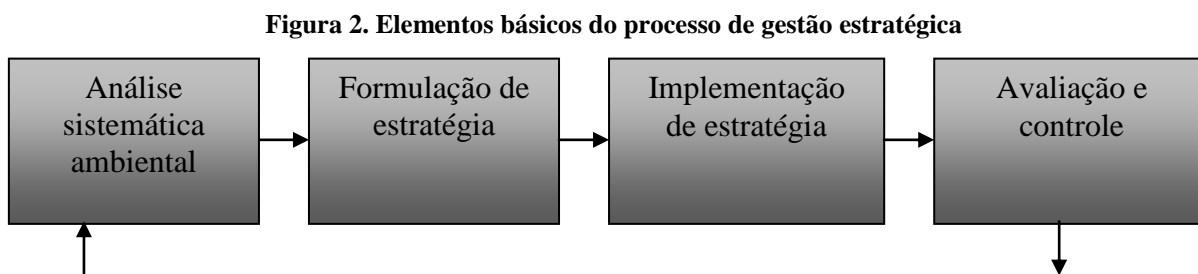 Figura 2. Elementos básicos do processo de gestão estratégica
Análise
sistemática
ambiental
Formulação de
estratégia
Implementação
de estratégia
Avaliação e
controle